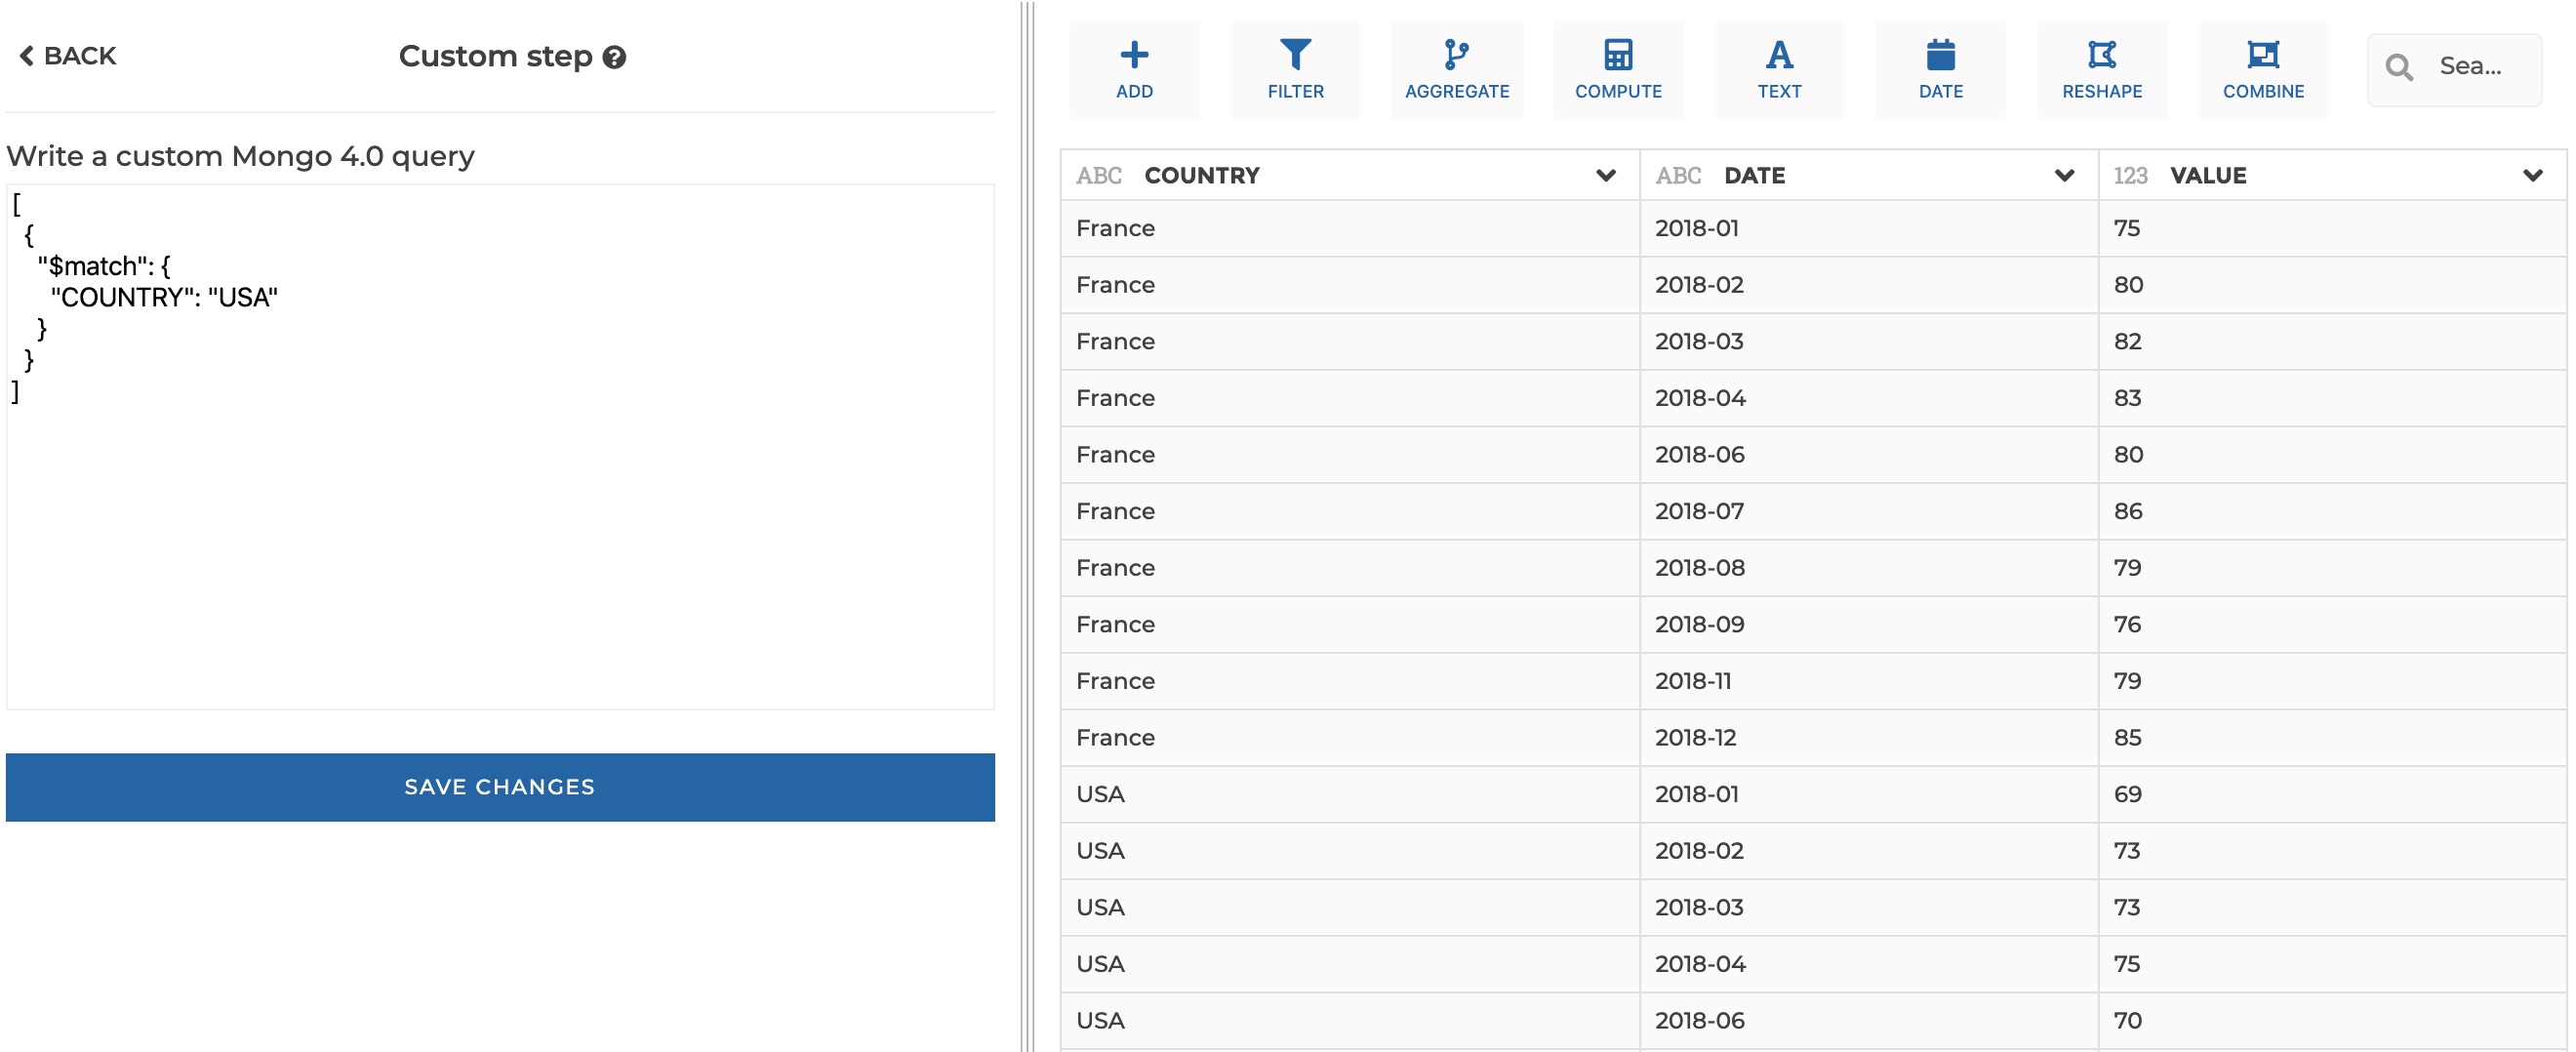 BACK
Custom step
Write a custom Mongo 4.0 query
[
{
"$match": {
"COUNTRY": "USA"
}
}
]
SAVE CHANGES
ADD FILTER AGGREGATE COMPUTE TEXT DATE RESHAPE COMBINE Sea...
ABC COUNTRY ABC DATE 123 VALUE
France 2018-01 75
France 2018-02 80
France 2018-03 82
France 2018-04 83
France 2018-06 80
France 2018-07 86
France 2018-08 79
France 2018-09 76
France 2018-11 79
France 2018-12 85
USA 2018-01 69
USA 2018-02 73
USA 2018-03 73
USA 2018-04 75
USA 2018-06 70